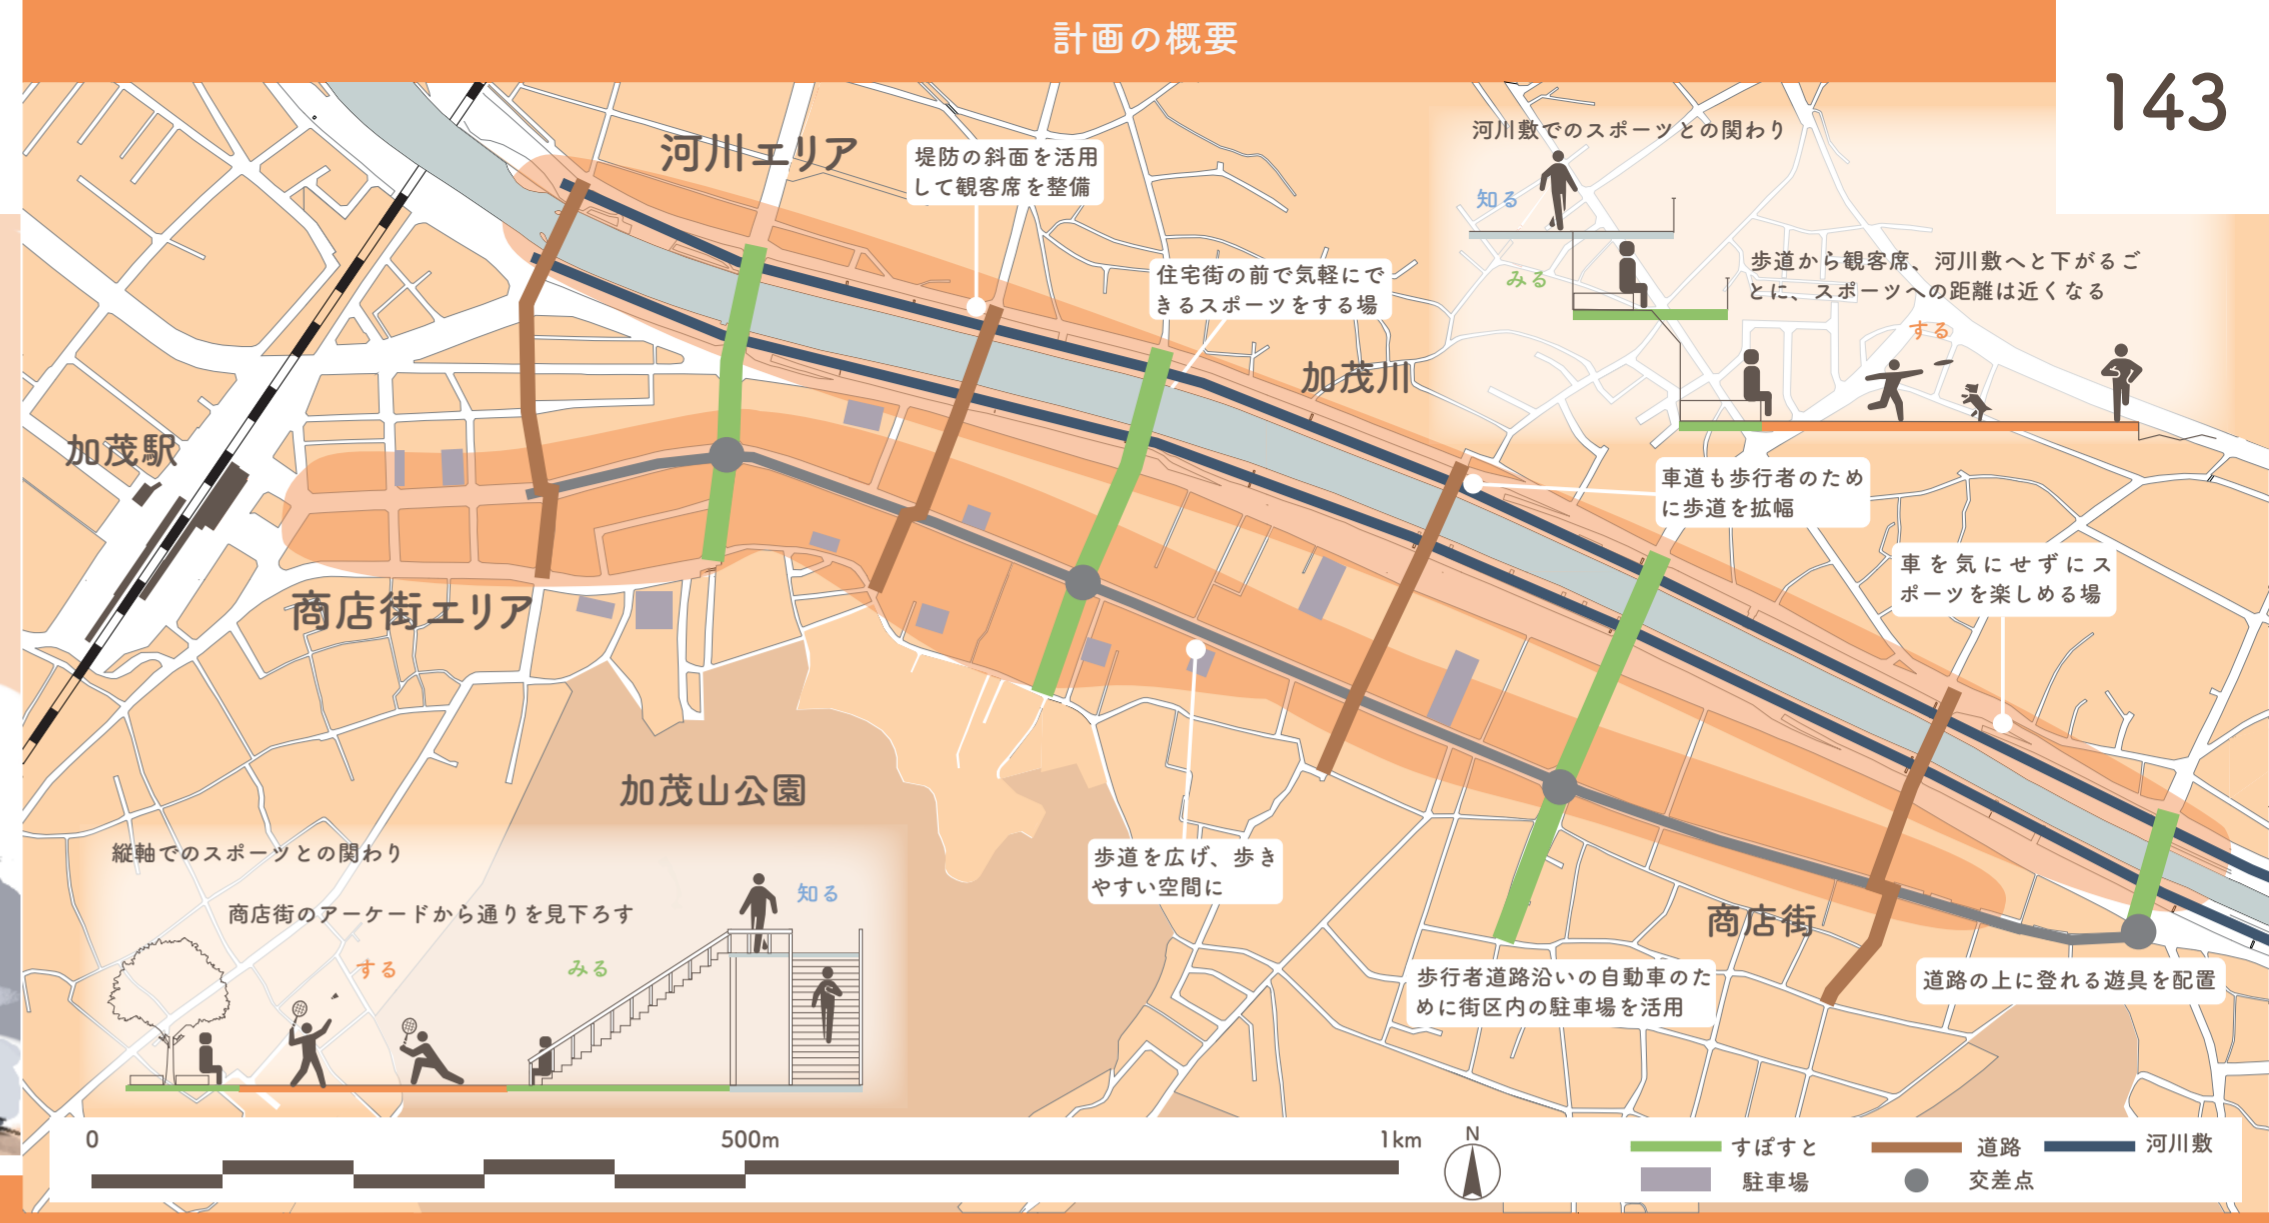 計画の概要
143
河川エリア
堤防の斜面を活用
して観客席を整備
河川敷でのスポーツとの関わり
知る
みる
歩道から観客席、河川敷へと下がるご
とに、スポーツへの距離は近くなる
する
住宅街の前で気軽にで
きるスポーツをする場
加茂川
加茂駅
車道も歩行者のため
に歩道を拡幅
車を気にせずにス
ポーツを楽しめる場
商店街エリア
加茂山公園
縦軸でのスポーツとの関わり
商店街のアーケードから通りを見下ろす
知る
する
みる
歩道を広げ、歩き
やすい空間に
商店街
歩行者道路沿いの自動車のた
めに街区内の駐車場を活用
道路の上に登れる遊具を配置
0
500m
1km
N
すぽすと
道路
河川敷
駐車場
交差点